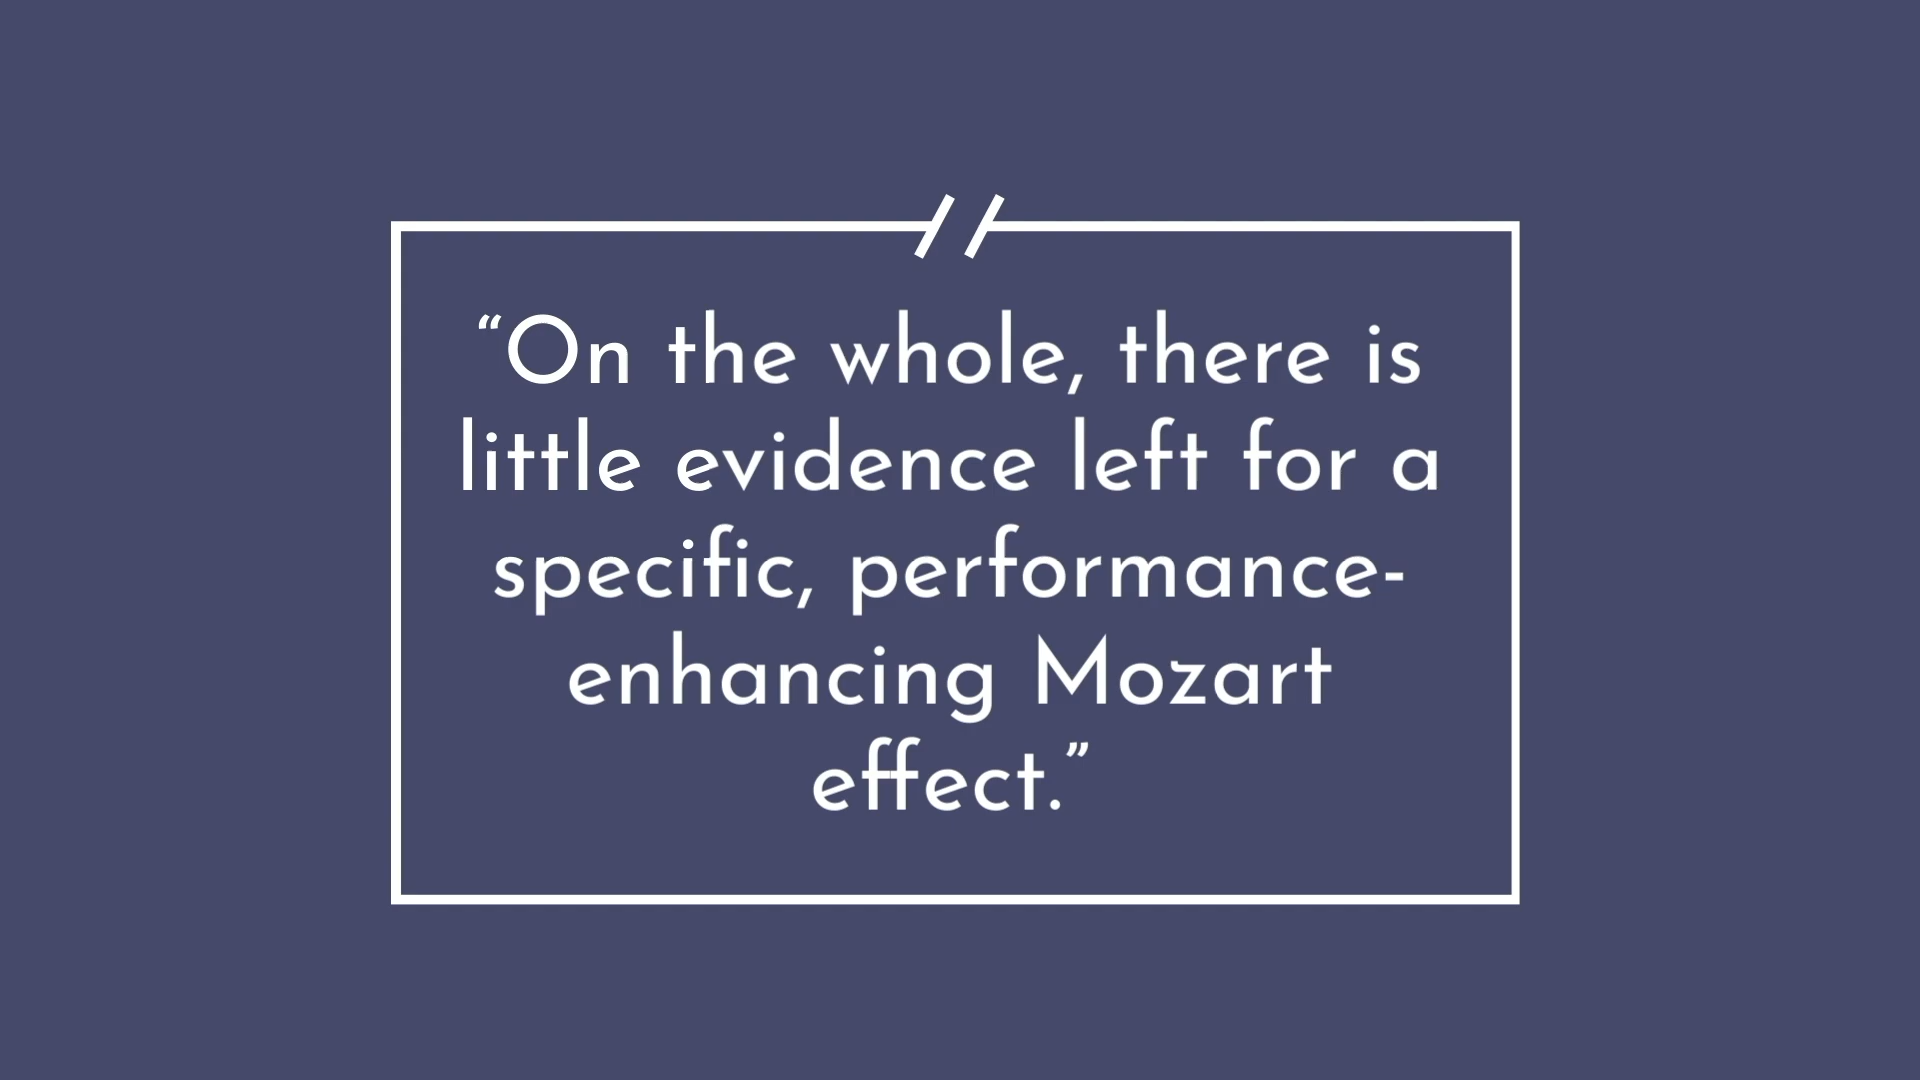 “On the whole, there is
little evidence left for a
specific, performance-
enhancing Mozart
effect.”